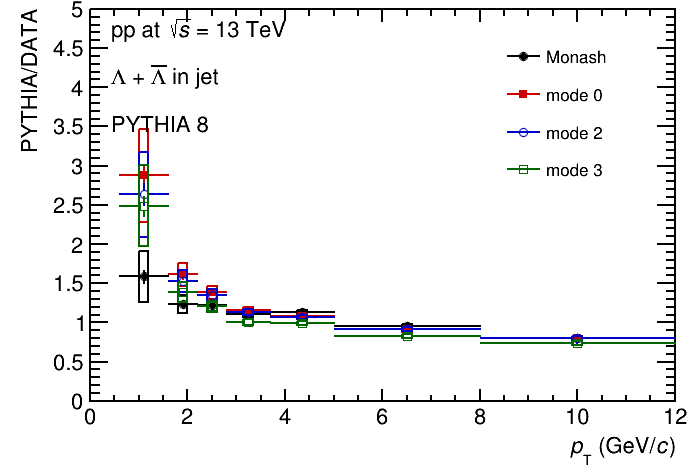 PYTHIA/DATA
5
4.5
4
3.5
3
2.5
2
1.5
1
0.5
0
pp at √s = 13 TeV
Λ + Λ̅ in jet
PYTHIA 8
Monash
mode 0
mode 2
mode 3
0 2 4 6 8 10 12
p_T (GeV/c)